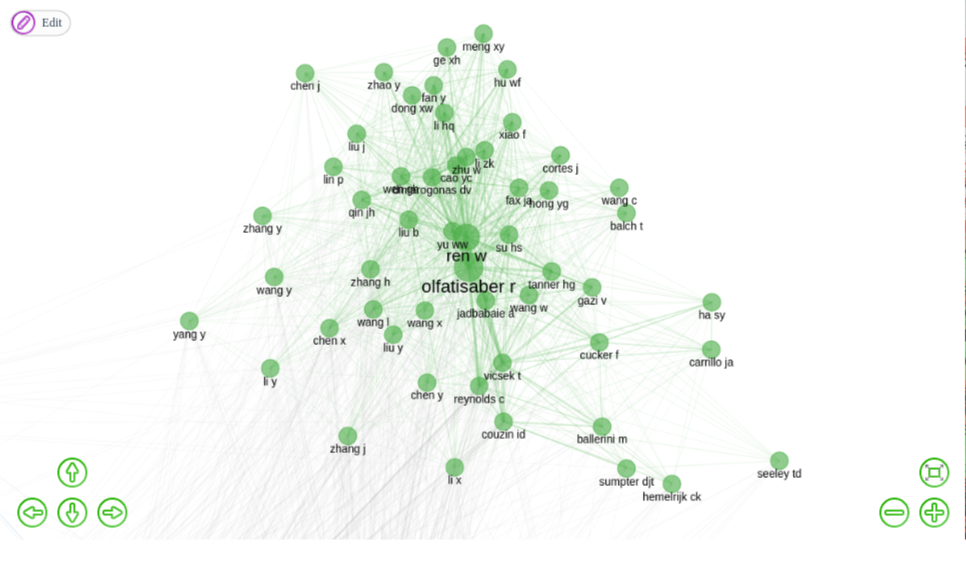 Edit
meng xy
ge xh
hu wf
chen j
zhao y
fan y
dong xw
li hq
xiao f
liu j
li zk
cortes j
zhu w
lin p
cao yc
dimarogonas dv
fax ja
hong yg
wang c
qin jh
zhang y
liu b
balch t
yu ww
su hs
ren w
zhang h
tanner hg
wang y
olfatisaber r
gazi v
wang w
jadbabaie a
ha sy
wang l
wang x
yang y
chen x
liu y
cucker f
carrillo ja
vicsek t
li y
chen y
reynolds c
couzin id
ballerini m
zhang j
seeley td
li x
sumpter djt
hemelrijk ck